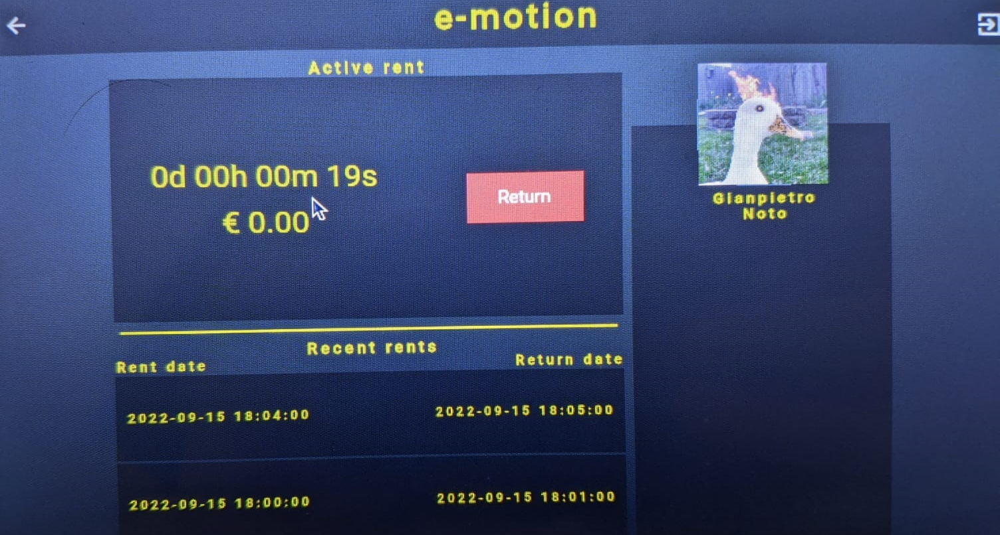 e-motion
Active rent
0d 00h 00m 19s
€ 0.00
Return
Gianpietro
Noto
Recent rents
Rent date
Return date
2022-09-15 18:04:00
2022-09-15 18:05:00
2022-09-15 18:00:00
2022-09-15 18:01:00